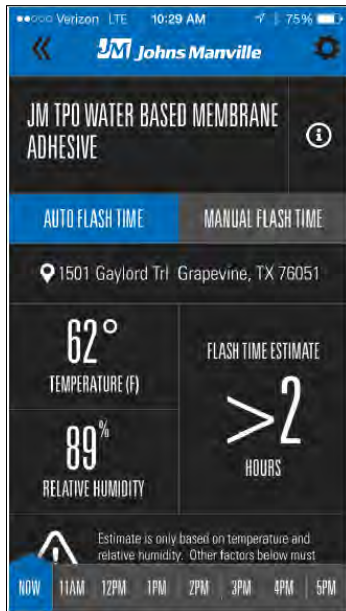 Verizon LTE 10:29 AM 75%
JM Johns Manville
JM TPO WATER BASED MEMBRANE
ADHESIVE
AUTO FLASH TIME MANUAL FLASH TIME
1501 Gaylord Trl Grapevine, TX 76051
62°
TEMPERATURE (F)
89%
RELATIVE HUMIDITY
FLASH TIME ESTIMATE
>2
HOURS
Estimate is only based on temperature and
relative humidity. Other factors below must
NOW 11AM 12PM 1PM 2PM 3PM 4PM 5PM